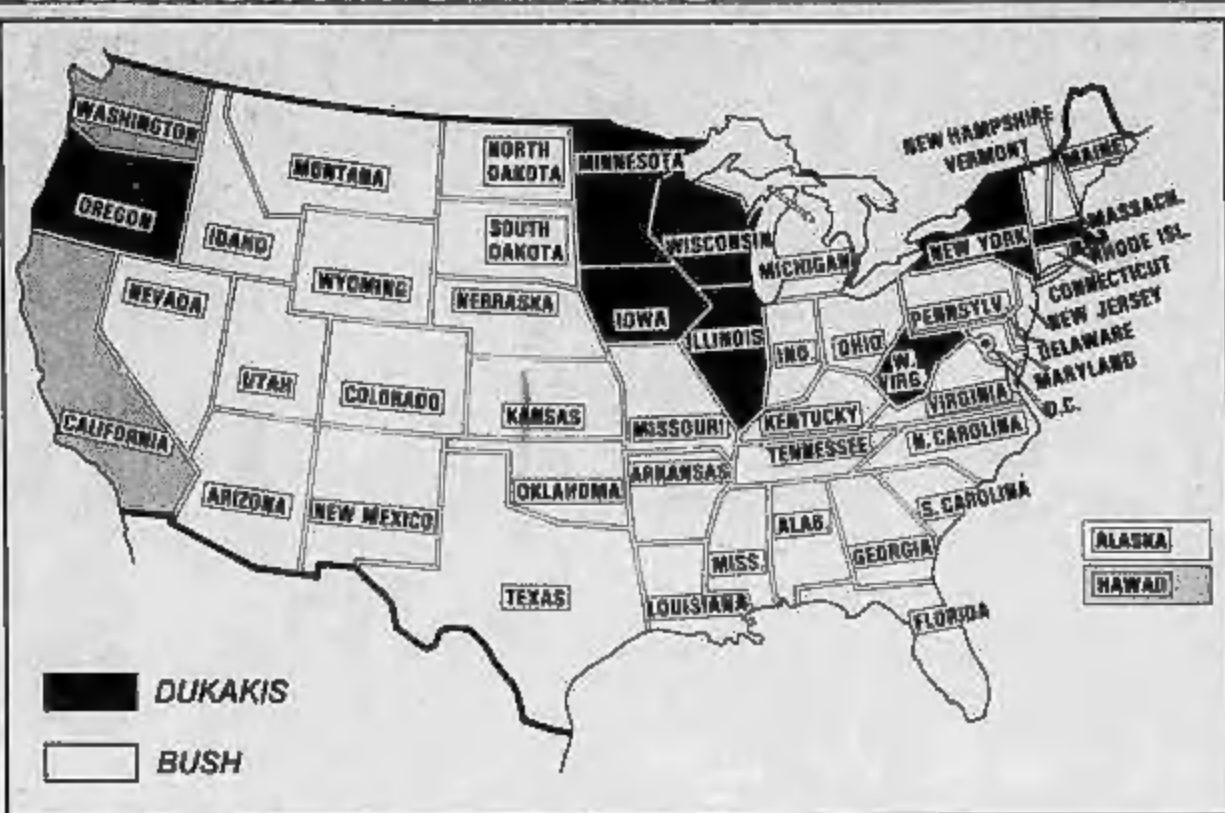 WASHINGTON
OREGON
CALIFORNIA
NEVADA
IDAHO
MONTANA
WYOMING
UTAH
COLORADO
ARIZONA
NEW MEXICO
NORTH
DAKOTA
SOUTH
DAKOTA
NEBRASKA
KANSAS
OKLAHOMA
TEXAS
MINNESOTA
IOWA
MISSOURI
ARKANSAS
LOUISIANA
WISCONSIN
ILLINOIS
MICHIGAN
IND.
OHIO
KENTUCKY
TENNESSEE
MISS.
ALAB.
GEORGIA
FLORIDA
S. CAROLINA
N. CAROLINA
VIRGINIA
W.
VIRG.
PENNSYLV.
NEW YORK
NEW HAMPSHIRE
VERMONT
MAINE
MASSACH.
RHODE ISL.
CONNECTICUT
NEW JERSEY
DELAWARE
MARYLAND
D.C.
ALASKA
HAWAII
DUKAKIS
BUSH